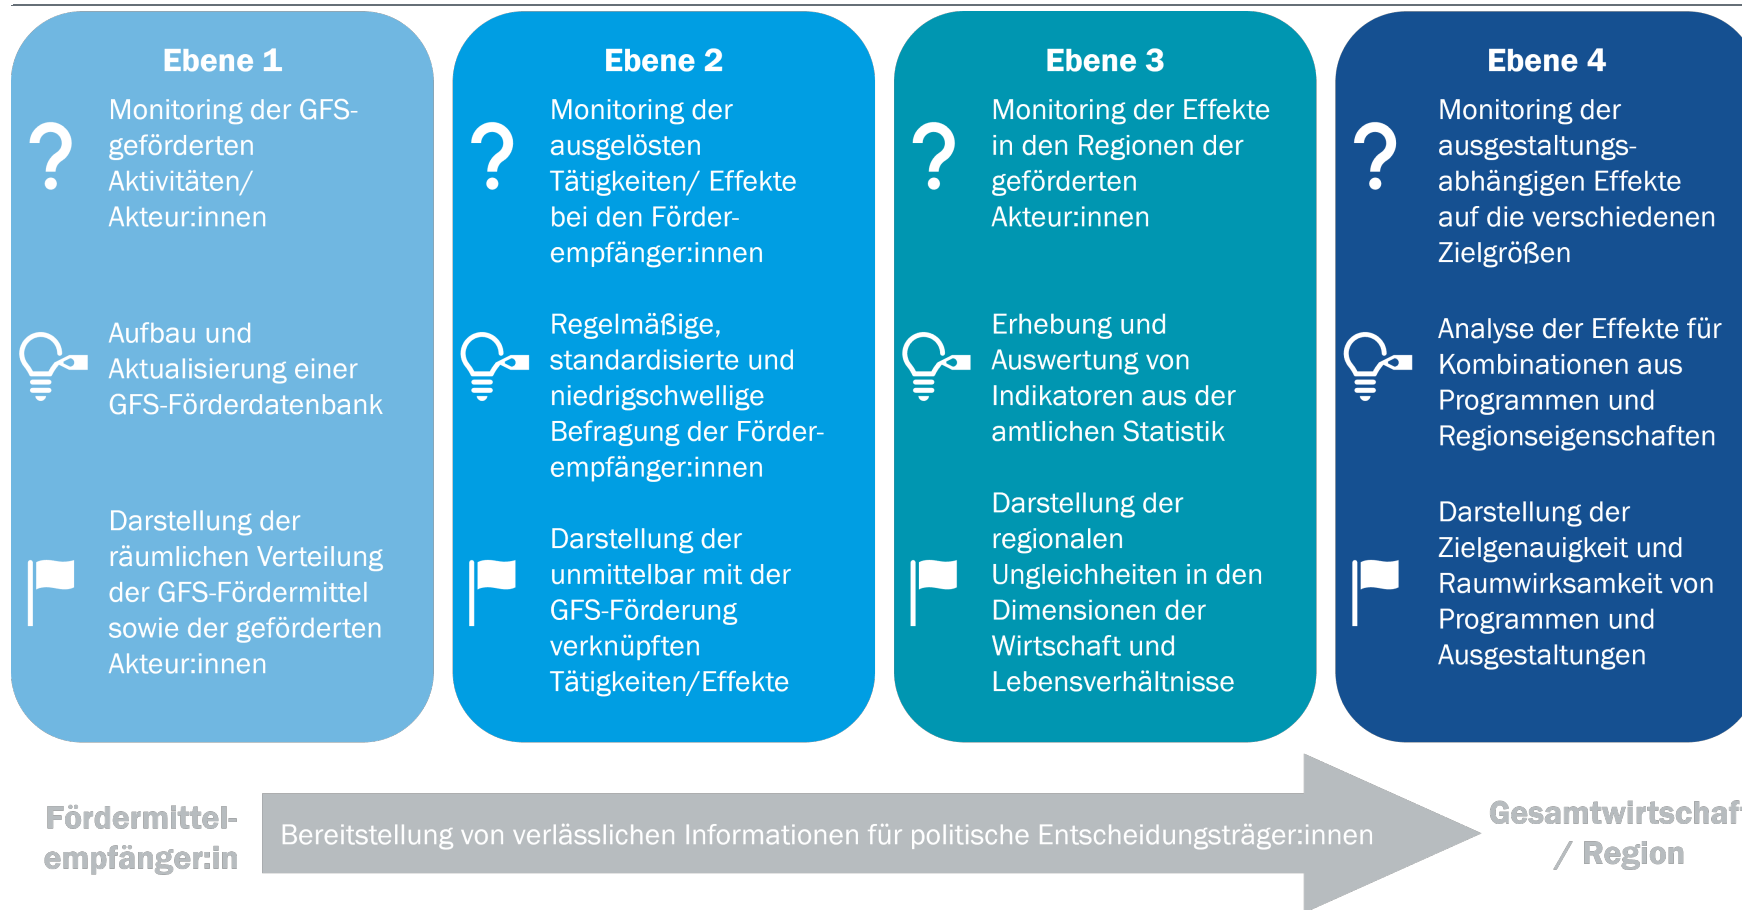 Ebene 1
Monitoring der GFS-
geförderten
Aktivitäten/
Akteur:innen
Aufbau und
Aktualisierung einer
GFS-Förderdatenbank
Darstellung der
räumlichen Verteilung
der GFS-Fördermittel
sowie der geförderten
Akteur:innen
Ebene 2
Monitoring der
ausgelösten
Tätigkeiten/ Effekte
bei den Förder-
empfänger:innen
Regelmäßige,
standardisierte und
niedrigschwellige
Befragung der Förder-
empfänger:innen
Darstellung der
unmittelbar mit der
GFS-Förderung
verknüpften
Tätigkeiten/Effekte
Ebene 3
Monitoring der Effekte
in den Regionen der
geförderten
Akteur:innen
Erhebung und
Auswertung von
Indikatoren aus der
amtlichen Statistik
Darstellung der
regionalen
Ungleichheiten in den
Dimensionen der
Wirtschaft und
Lebensverhältnisse
Ebene 4
Monitoring der
ausgestaltungs-
abhängigen Effekte
auf die verschiedenen
Zielgrößen
Analyse der Effekte für
Kombinationen aus
Programmen und
Regionseigenschaften
Darstellung der
Zielgenauigkeit und
Raumwirksamkeit von
Programmen und
Ausgestaltungen
Fördermittel-
empfänger:in
Bereitstellung von verlässlichen Informationen für politische Entscheidungsträger:innen
Gesamtwirtschaf
/ Region